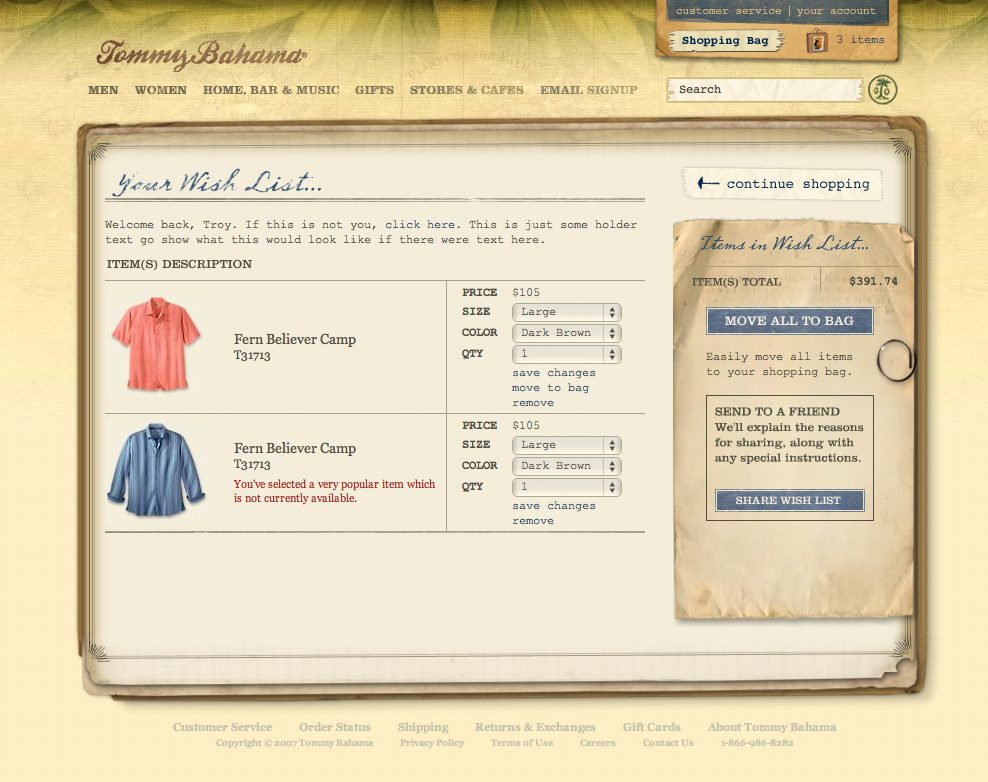 customer service | your account
Shopping Bag 3 items
Tommy Bahama
MEN WOMEN HOME, BAR & MUSIC GIFTS STORES & CAFES EMAIL SIGNUP
Search
Your Wish List...
continue shopping
Welcome back, Troy. If this is not you, click here. This is just some holder
text go show what this would look like if there were text here.
ITEM(S) DESCRIPTION
PRICE $105
SIZE Large
COLOR Dark Brown
QTY 1
Fern Believer Camp
T31713
save changes
move to bag
remove
PRICE $105
SIZE Large
COLOR Dark Brown
QTY 1
Fern Believer Camp
T31713
You've selected a very popular item which
is not currently available.
save changes
remove
Items in Wish List...
ITEM(S) TOTAL $391.74
MOVE ALL TO BAG
Easily move all items
to your shopping bag.
SEND TO A FRIEND
We'll explain the reasons
for sharing, along with
any special instructions.
SHARE WISH LIST
Customer Service Order Status Shipping Returns & Exchanges Gift Cards About Tommy Bahama
Copyright © 2007 Tommy Bahama Privacy Policy Terms of Use Careers Contact Us 1-866-986-8282